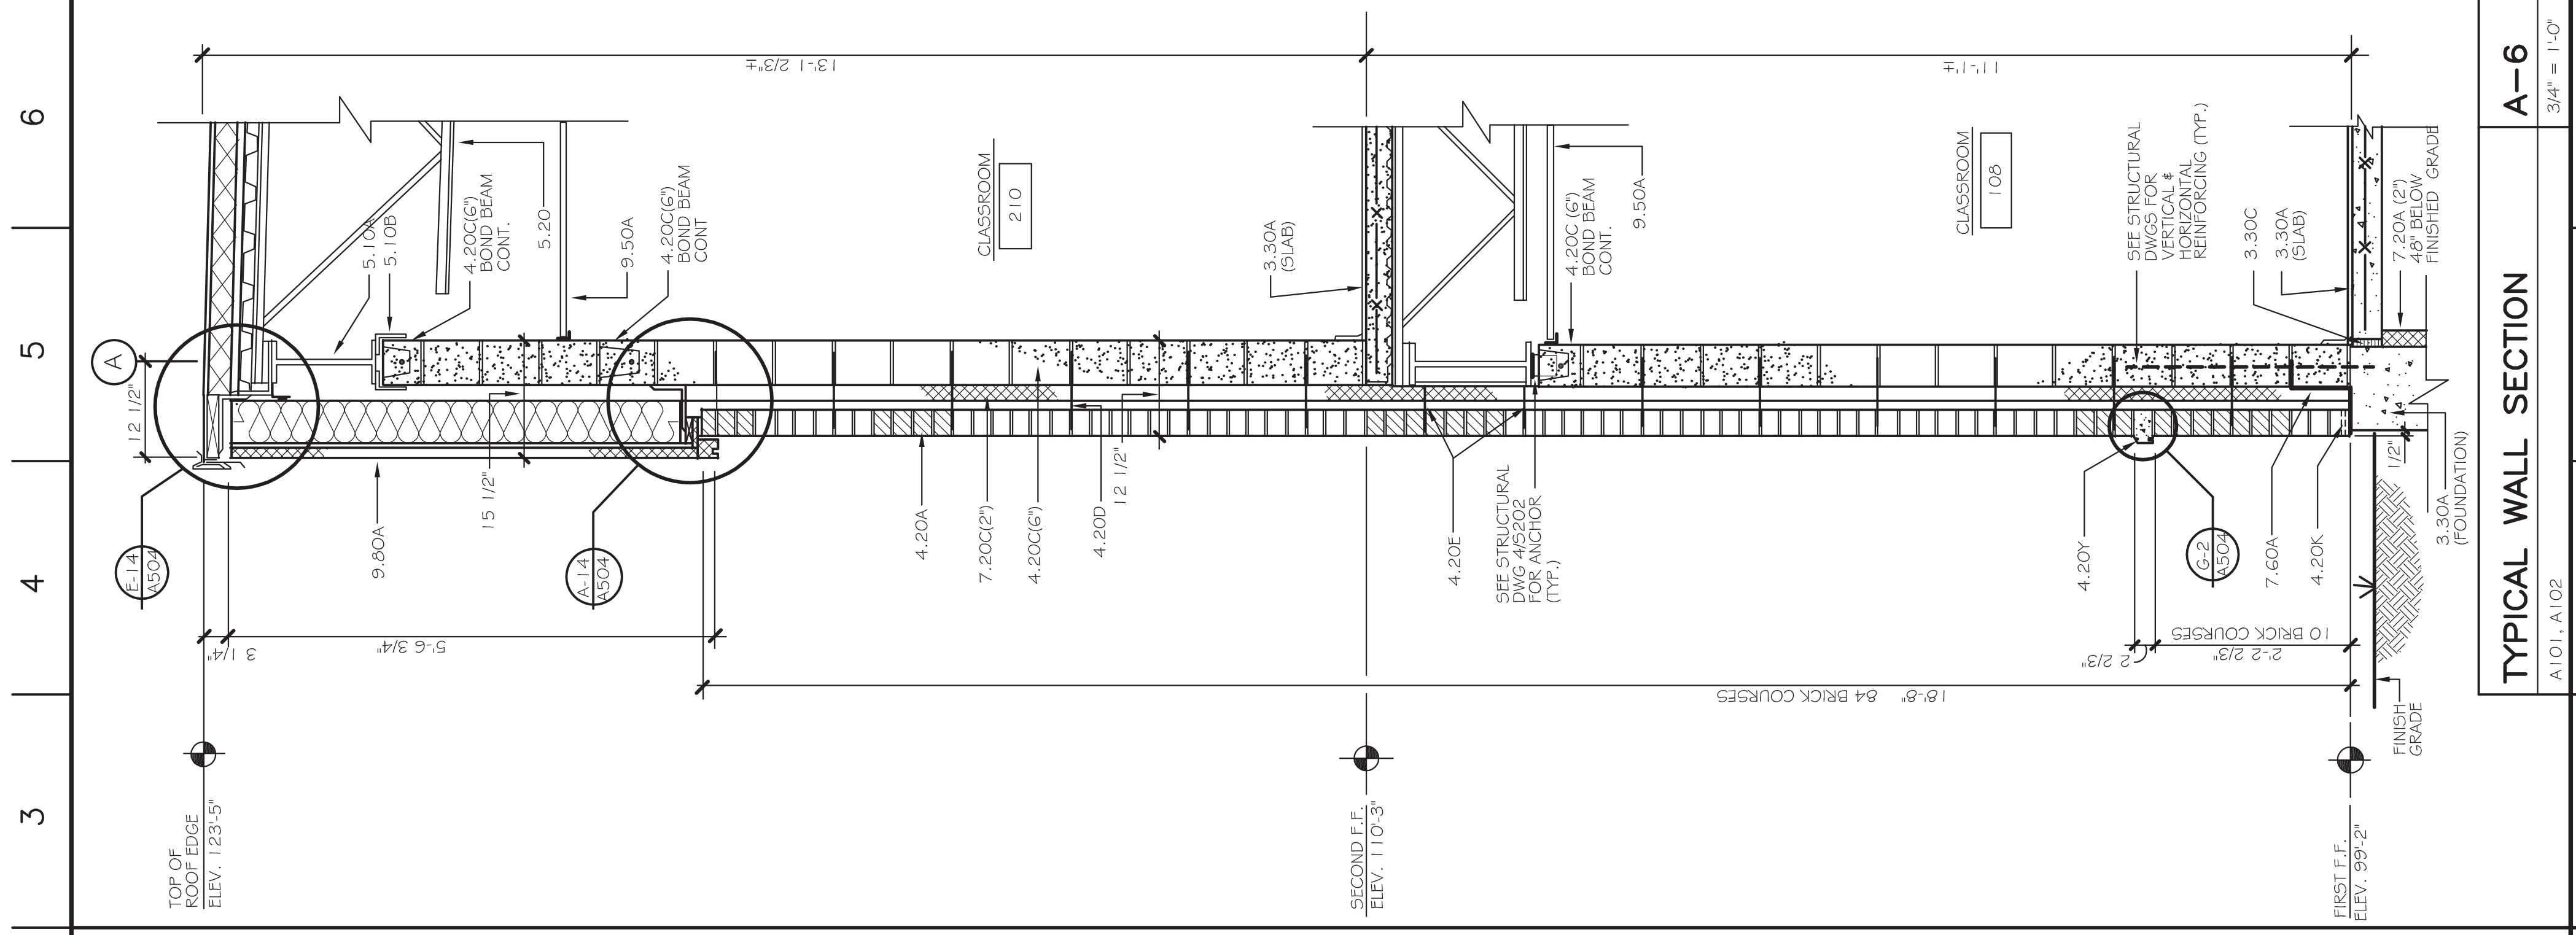 6
5
4
3
A
12 1/2"
E-14
A504
TOP OF
ROOF EDGE
ELEV. 123'-5"
3 1/4"
5'-6 3/4"
9.80A
15 1/2"
A-14
A504
5.10A
5.10B
4.20C(6")
BOND BEAM
CONT.
5.20
9.50A
4.20C(6")
BOND BEAM
CONT
13'-1 2/3"±
CLASSROOM
210
4.20A
7.20C(2")
4.20C(6")
4.20D
12 1/2"
3.30A
(SLAB)
SECOND F.F.
ELEV. 110'-3"
4.20E
SEE STRUCTURAL
DWG 4/S202
FOR ANCHOR
(TYP.)
4.20C (6")
BOND BEAM
CONT.
9.50A
11'-1"±
CLASSROOM
108
18'-8" 84 BRICK COURSES
SEE STRUCTURAL
DWGS FOR
VERTICAL &
HORIZONTAL
REINFORCING (TYP.)
3.30C
3.30A
(SLAB)
7.20A (2")
48" BELOW
FINISHED GRADE
4.20Y
G-2
A504
7.60A
4.20K
2 2/3"
2'-2 2/3"
10 BRICK COURSES
1/2"
3.30A
(FOUNDATION)
FINISH
GRADE
FIRST F.F.
ELEV. 99'-2"
TYPICAL WALL SECTION
A-6
A101, A102
3/4" = 1'-0"